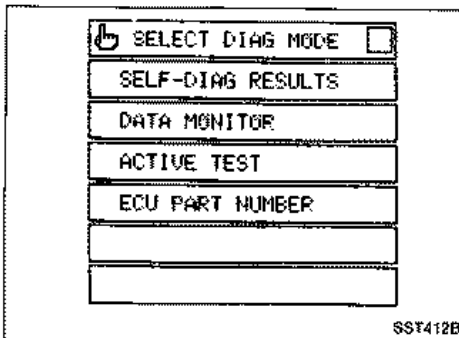 SELECT DIAG MODE
SELF-DIAG RESULTS
DATA MONITOR
ACTIVE TEST
ECU PART NUMBER
SST412B